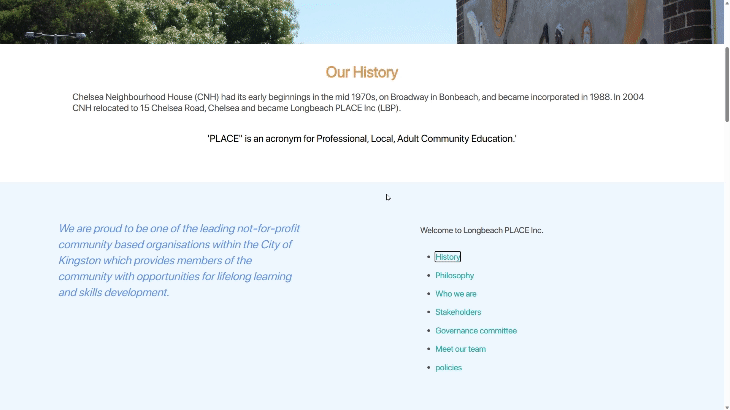 Our History
Chelsea Neighbourhood House (CNH) had its early beginnings in the mid 1970s, on Broadway in Bonbeach, and became incorporated in 1988. In 2004
CNH relocated to 15 Chelsea Road, Chelsea and became Longbeach PLACE Inc (LBP).
'PLACE" is an acronym for Professional, Local, Adult Community Education.'
We are proud to be one of the leading not-for-profit
community based organisations within the City of
Kingston which provides members of the
community with opportunities for lifelong learning
and skills development.
Welcome to Longbeach PLACE Inc.
History
Philosophy
Who we are
Stakeholders
Governance committee
Meet our team
policies